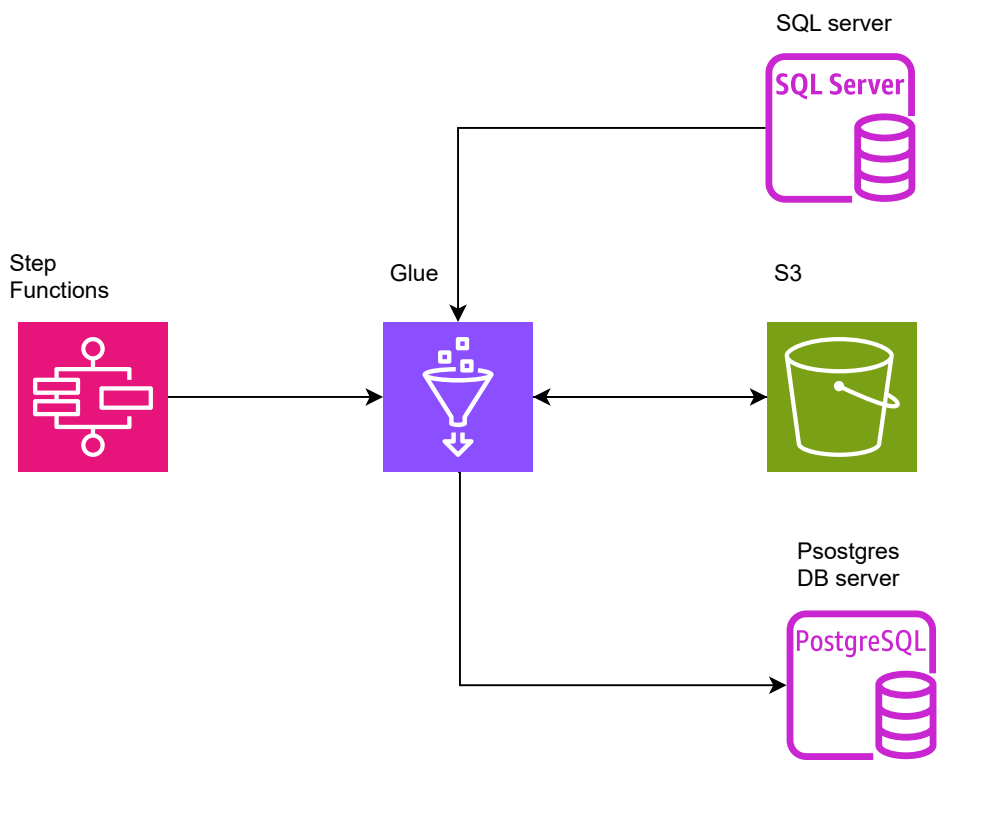 SQL server
SQL Server
Step
Functions
Glue
S3
Psostgres
DB server
PostgreSQL